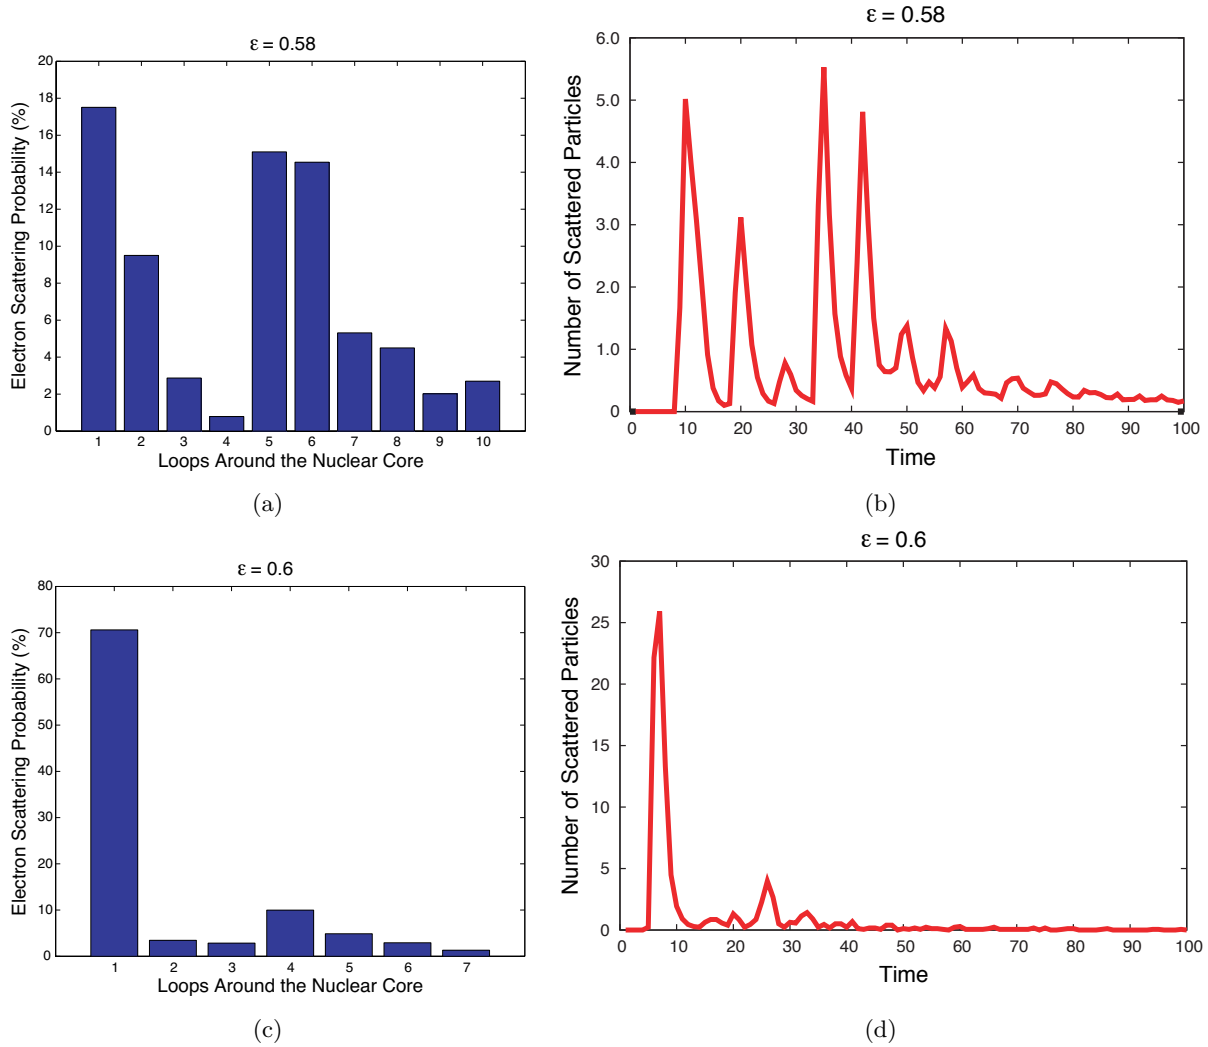 ε = 0.58
Electron Scattering Probability (%)
20
18
16
14
12
10
8
6
4
2
0
1 2 3 4 5 6 7 8 9 10
Loops Around the Nuclear Core
(a)
ε = 0.58
Number of Scattered Particles
6.0
5.0
4.0
3.0
2.0
1.0
0
0 10 20 30 40 50 60 70 80 90 100
Time
(b)
ε = 0.6
Electron Scattering Probability (%)
80
70
60
50
40
30
20
10
0
1 2 3 4 5 6 7
Loops Around the Nuclear Core
(c)
ε = 0.6
Number of Scattered Particles
30
25
20
15
10
5
0
0 10 20 30 40 50 60 70 80 90 100
Time
(d)